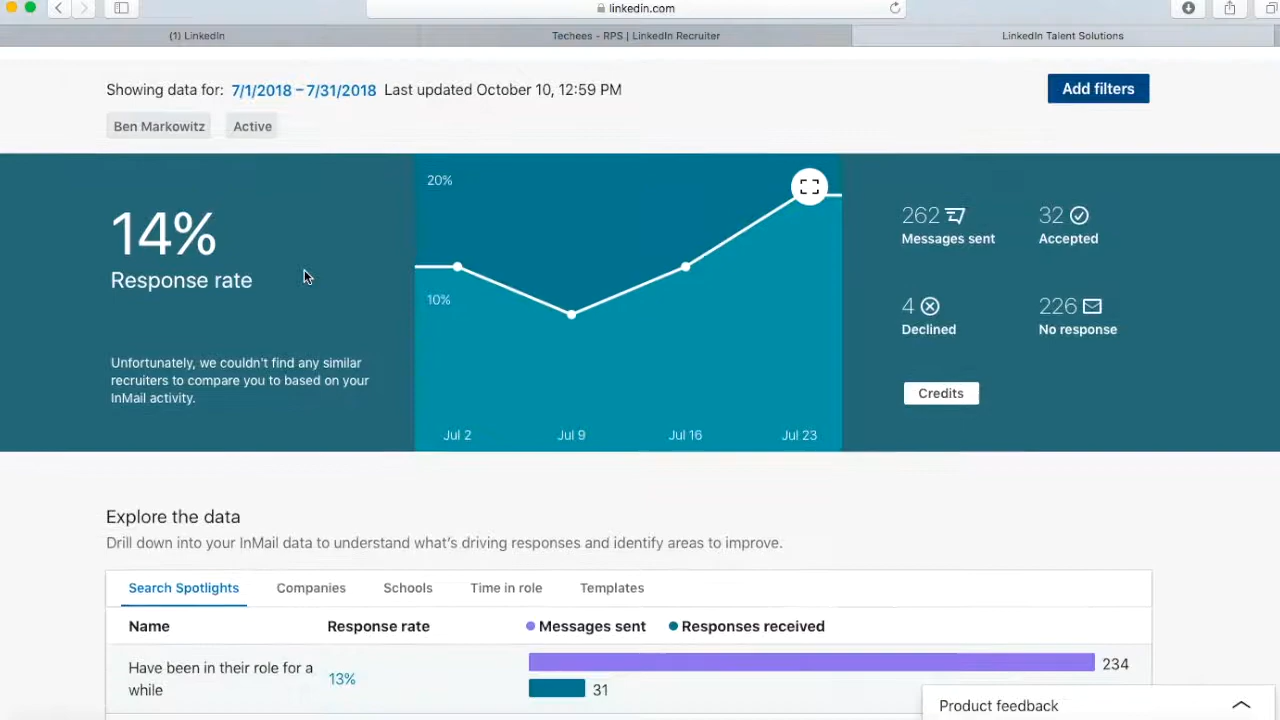 linkedin.com
(1) LinkedIn
Techees - RPS | LinkedIn Recruiter
LinkedIn Talent Solutions
Showing data for: 7/1/2018 – 7/31/2018 Last updated October 10, 12:59 PM
Add filters
Ben Markowitz
Active
14%
Response rate
Unfortunately, we couldn't find any similar
recruiters to compare you to based on your
InMail activity.
20%
10%
Jul 2
Jul 9
Jul 16
Jul 23
262
Messages sent
32
Accepted
4
Declined
226
No response
Credits
Explore the data
Drill down into your InMail data to understand what's driving responses and identify areas to improve.
Search Spotlights
Companies
Schools
Time in role
Templates
Name
Response rate
Messages sent
Responses received
Have been in their role for a
while
13%
234
31
Product feedback